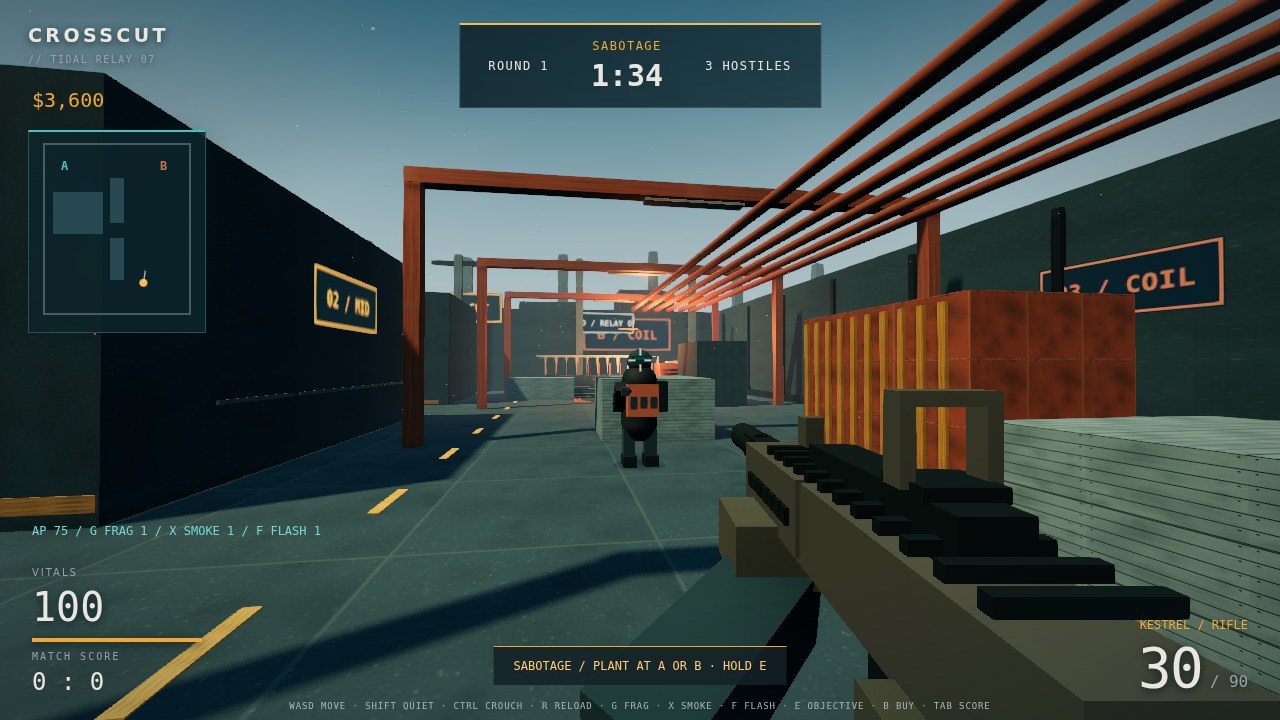 CROSSCUT
// TIDAL RELAY 07
$3,600
A B
SABOTAGE
ROUND 1 1:34 3 HOSTILES
02 / MID
B / COIL
COIL
AP 75 / G FRAG 1 / X SMOKE 1 / F FLASH 1
VITALS
100
MATCH SCORE
0 : 0
SABOTAGE / PLANT AT A OR B · HOLD E
KESTREL / RIFLE
30 / 90
WASD MOVE · SHIFT QUIET · CTRL CROUCH · R RELOAD · G FRAG · X SMOKE · F FLASH · E OBJECTIVE · B BUY · TAB SCORE